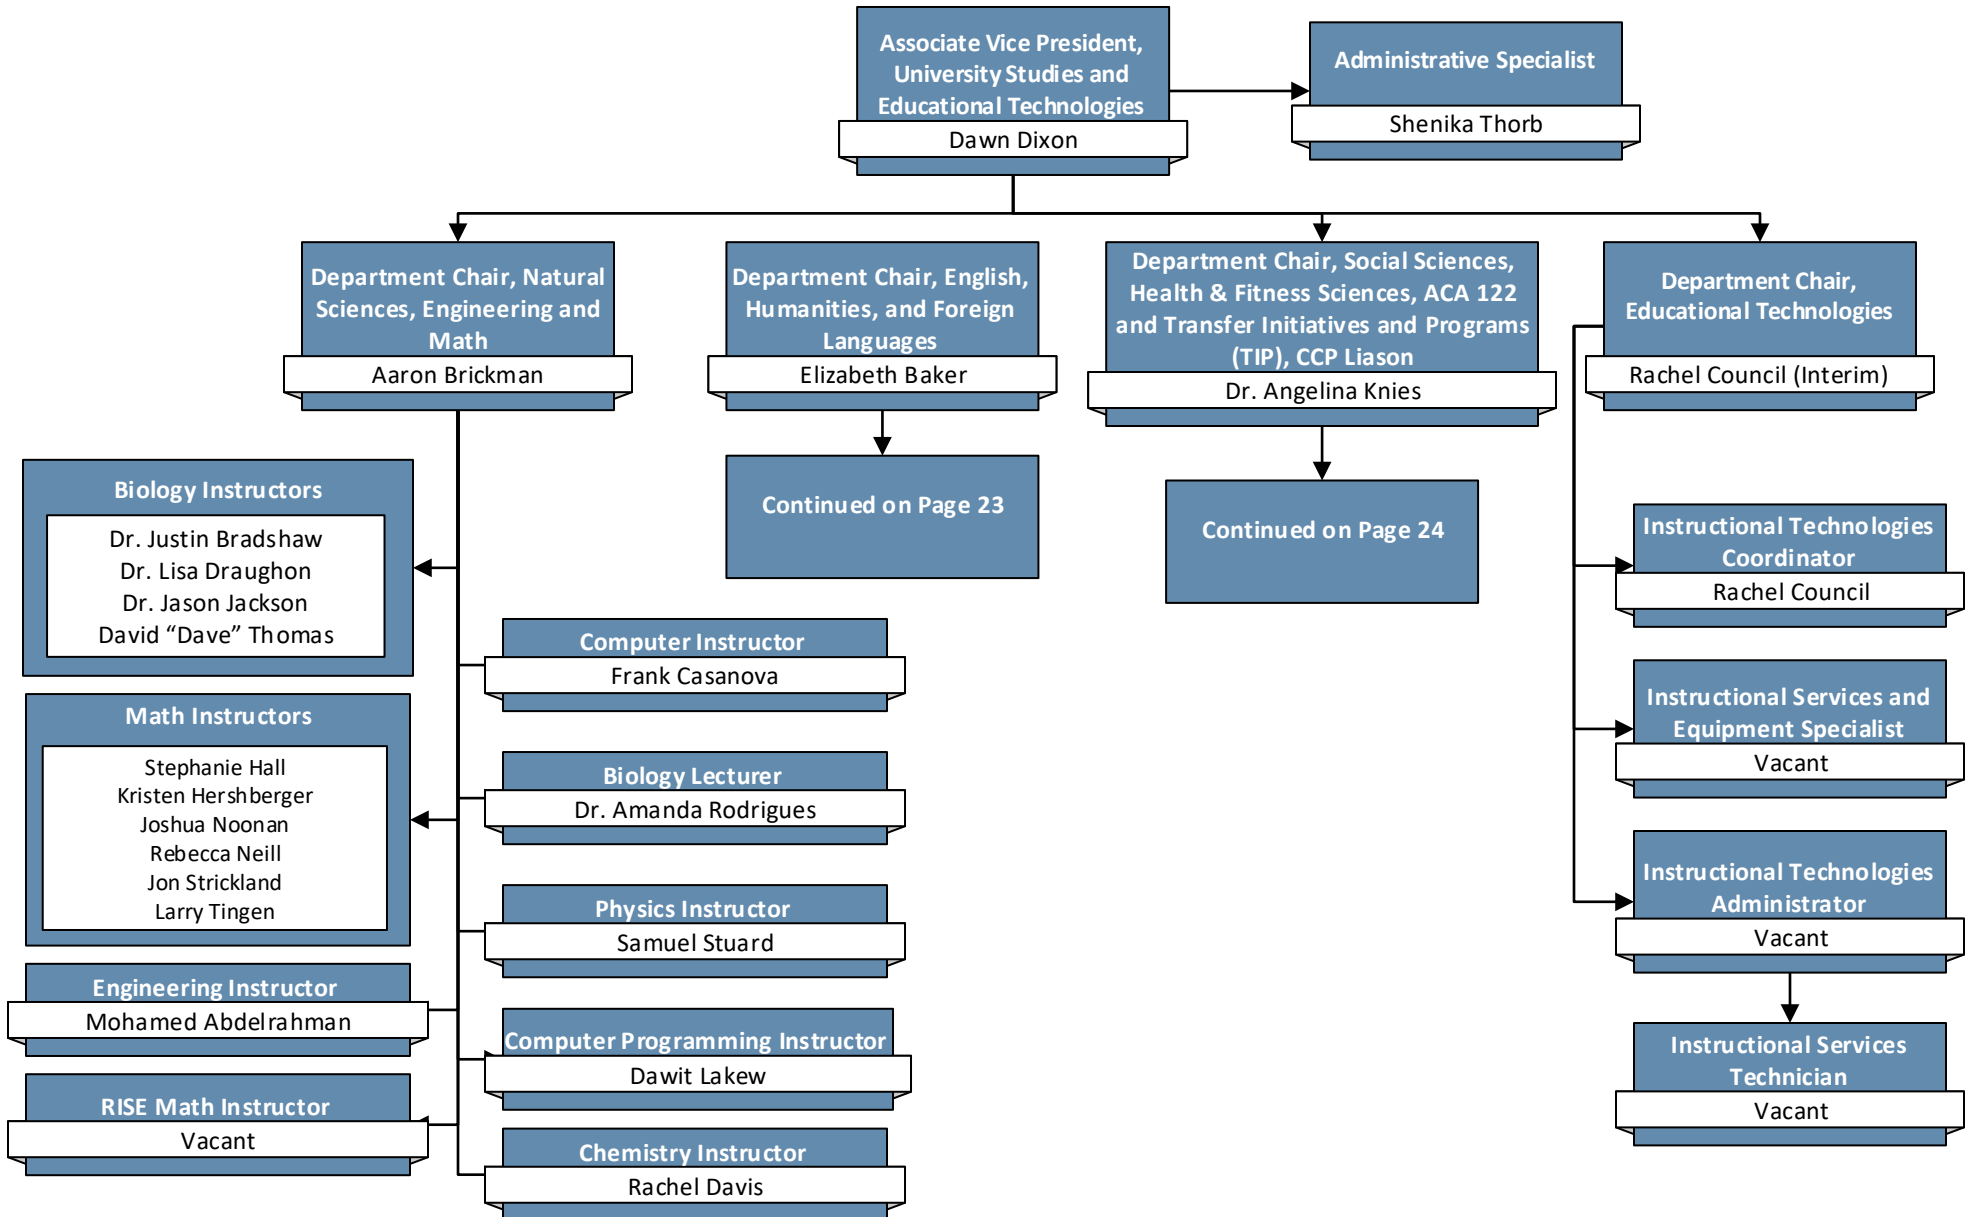 Associate Vice President,
University Studies and
Educational Technologies
Dawn Dixon
Administrative Specialist
Shenika Thorb
Department Chair, Natural
Sciences, Engineering and
Math
Aaron Brickman
Department Chair, English,
Humanities, and Foreign
Languages
Elizabeth Baker
Department Chair, Social Sciences,
Health & Fitness Sciences, ACA 122
and Transfer Initiatives and Programs
(TIP), CCP Liason
Dr. Angelina Knies
Department Chair,
Educational Technologies
Rachel Council (Interim)
Continued on Page 23
Continued on Page 24
Biology Instructors
Dr. Justin Bradshaw
Dr. Lisa Draughon
Dr. Jason Jackson
David “Dave” Thomas
Math Instructors
Stephanie Hall
Kristen Hershberger
Joshua Noonan
Rebecca Neill
Jon Strickland
Larry Tingen
Engineering Instructor
Mohamed Abdelrahman
RISE Math Instructor
Vacant
Computer Instructor
Frank Casanova
Biology Lecturer
Dr. Amanda Rodrigues
Physics Instructor
Samuel Stuard
Computer Programming Instructor
Dawit Lakew
Chemistry Instructor
Rachel Davis
Instructional Technologies
Coordinator
Rachel Council
Instructional Services and
Equipment Specialist
Vacant
Instructional Technologies
Administrator
Vacant
Instructional Services
Technician
Vacant